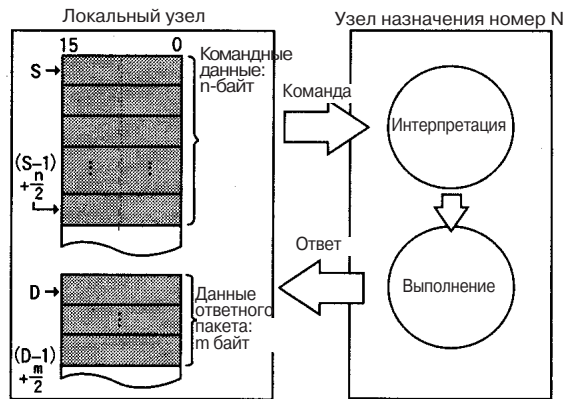 Локальный узел
Узел назначения номер N
15 0
S
Командные
данные:
n-байт
(S–1)
+n/2
Команда
Интерпретация
Ответ
Выполнение
D
Данные
ответного
пакета:
m байт
(D–1)
+m/2